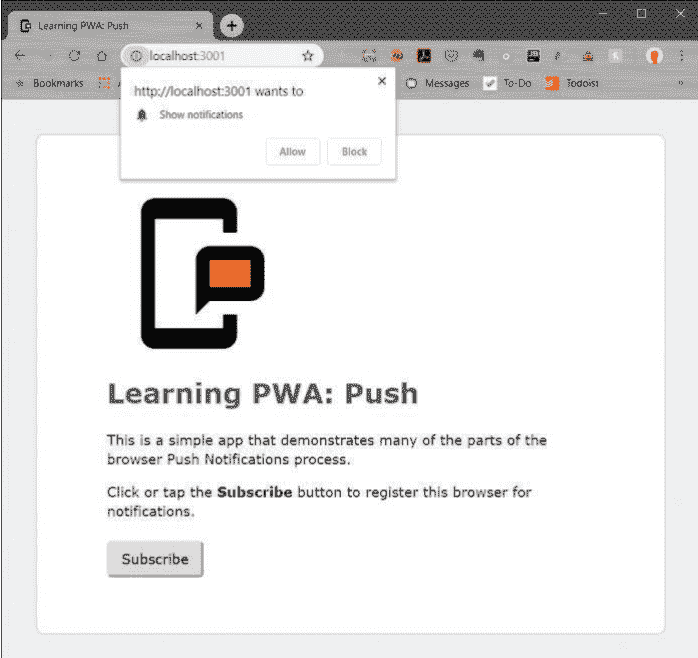 Learning PWA: Push
localhost:3001
Bookmarks
Messages
To-Do
Todoist
http://localhost:3001 wants to
Show notifications
Allow
Block
Learning PWA: Push
This is a simple app that demonstrates many of the parts of the
browser Push Notifications process.
Click or tap the Subscribe button to register this browser for
notifications.
Subscribe